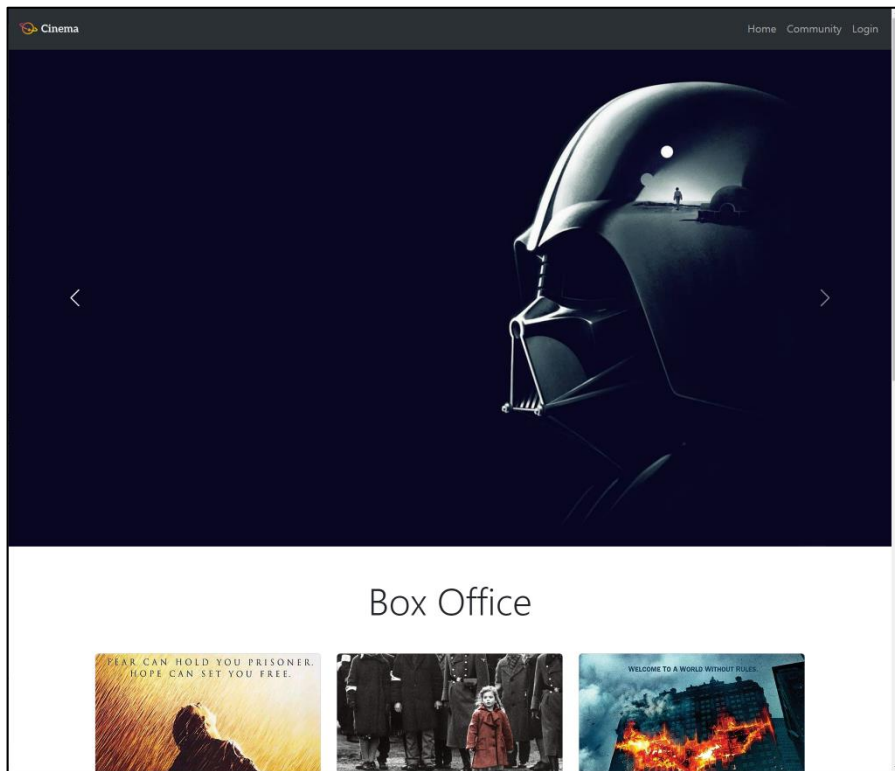 Cinema
Home Community Login
Box Office
FEAR CAN HOLD YOU PRISONER.
HOPE CAN SET YOU FREE.
WELCOME TO A WORLD WITHOUT RULES.